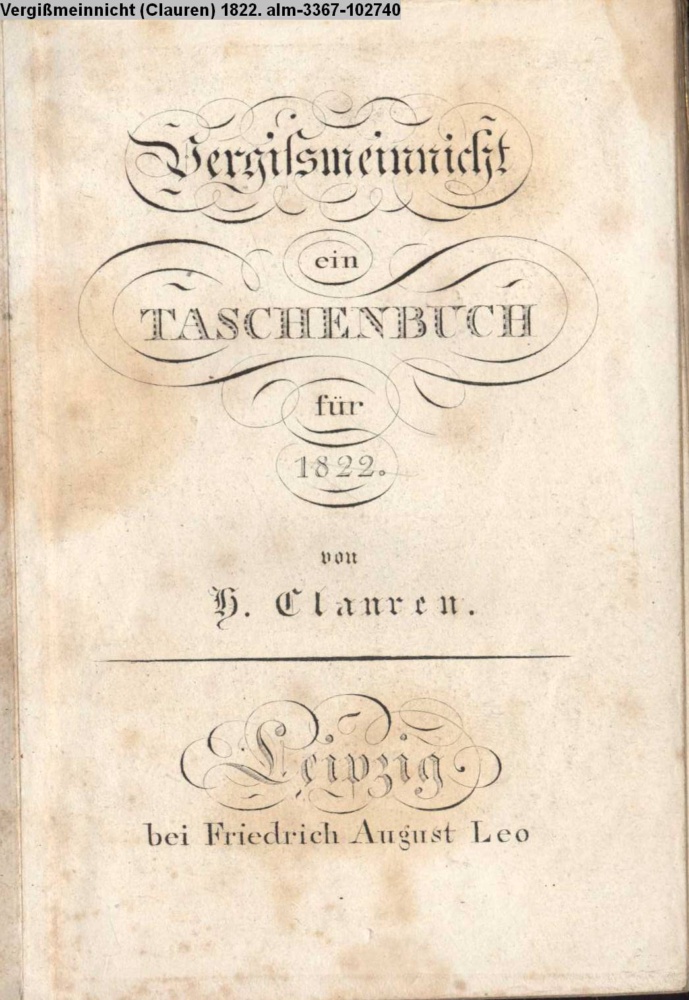 Vergißmeinnicht (Clauren) 1822. alm-3367-102740
Vergiſsmeinnicht
ein
TASCHENBUCH
für
1822.
von
H. Clauren.
Leipzig.
bei Friedrich August Leo